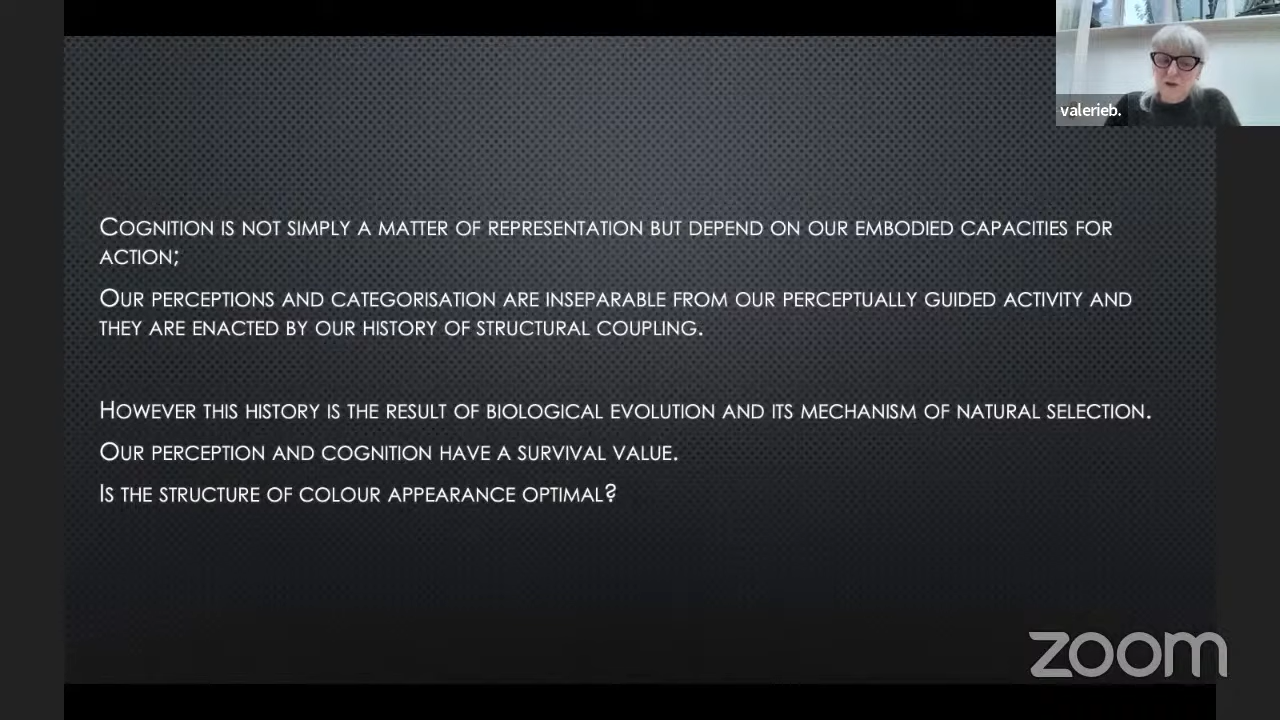 valerieb.
Cognition is not simply a matter of representation but depend on our embodied capacities for
action;
Our perceptions and categorisation are inseparable from our perceptually guided activity and
they are enacted by our history of structural coupling.
However this history is the result of biological evolution and its mechanism of natural selection.
Our perception and cognition have a survival value.
Is the structure of colour appearance optimal?
zoom